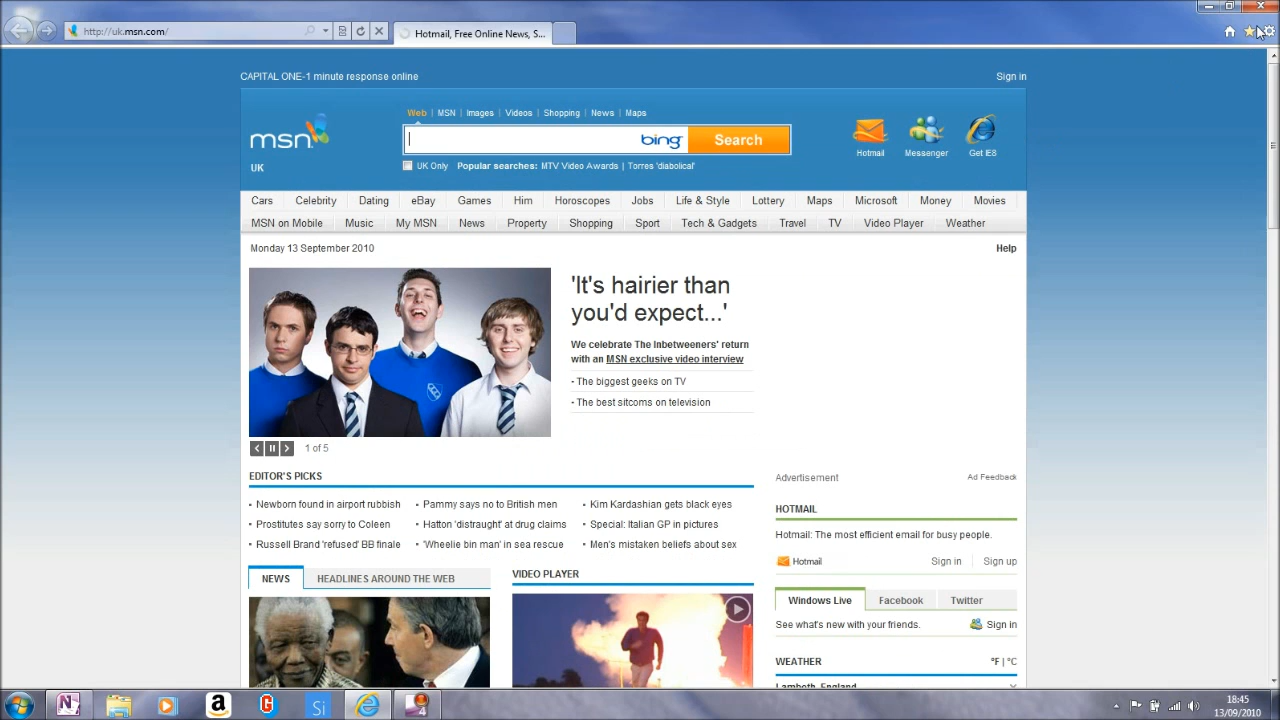 http://uk.msn.com/
Hotmail, Free Online News, S...
CAPITAL ONE-1 minute response online
Sign in
Web | MSN | Images | Videos | Shopping | News | Maps
msn
bing
Search
UK
UK Only
Popular searches: MTV Video Awards | Torres 'diabolical'
Hotmail
Messenger
Get IE8
Cars Celebrity Dating eBay Games Him Horoscopes Jobs Life & Style Lottery Maps Microsoft Money Movies
MSN on Mobile Music My MSN News Property Shopping Sport Tech & Gadgets Travel TV Video Player Weather
Monday 13 September 2010
Help
'It's hairier than
you'd expect...'
We celebrate The Inbetweeners' return
with an MSN exclusive video interview
- The biggest geeks on TV
- The best sitcoms on television
1 of 5
EDITOR'S PICKS
Newborn found in airport rubbish
Pammy says no to British men
Kim Kardashian gets black eyes
Prostitutes say sorry to Coleen
Hatton 'distraught' at drug claims
Special: Italian GP in pictures
Russell Brand 'refused' BB finale
'Wheelie bin man' in sea rescue
Men's mistaken beliefs about sex
Advertisement
Ad Feedback
HOTMAIL
Hotmail: The most efficient email for busy people.
Hotmail
Sign in
Sign up
NEWS
HEADLINES AROUND THE WEB
VIDEO PLAYER
Windows Live
Facebook
Twitter
See what's new with your friends.
Sign in
WEATHER
°F | °C
Lambeth, England
N
a
G
Si
4
18:45
13/09/2010